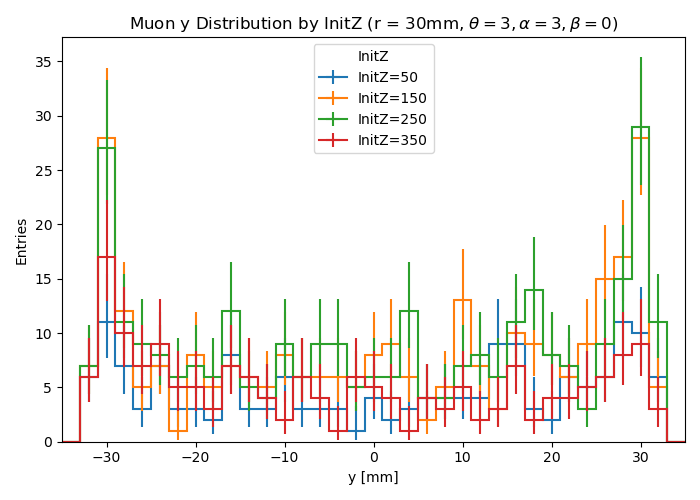 Muon y Distribution by InitZ (r = 30mm, θ = 3, α = 3, β = 0)
InitZ
InitZ=50
InitZ=150
InitZ=250
InitZ=350
Entries
35
30
25
20
15
10
5
0
−30 −20 −10 0 10 20 30
y [mm]